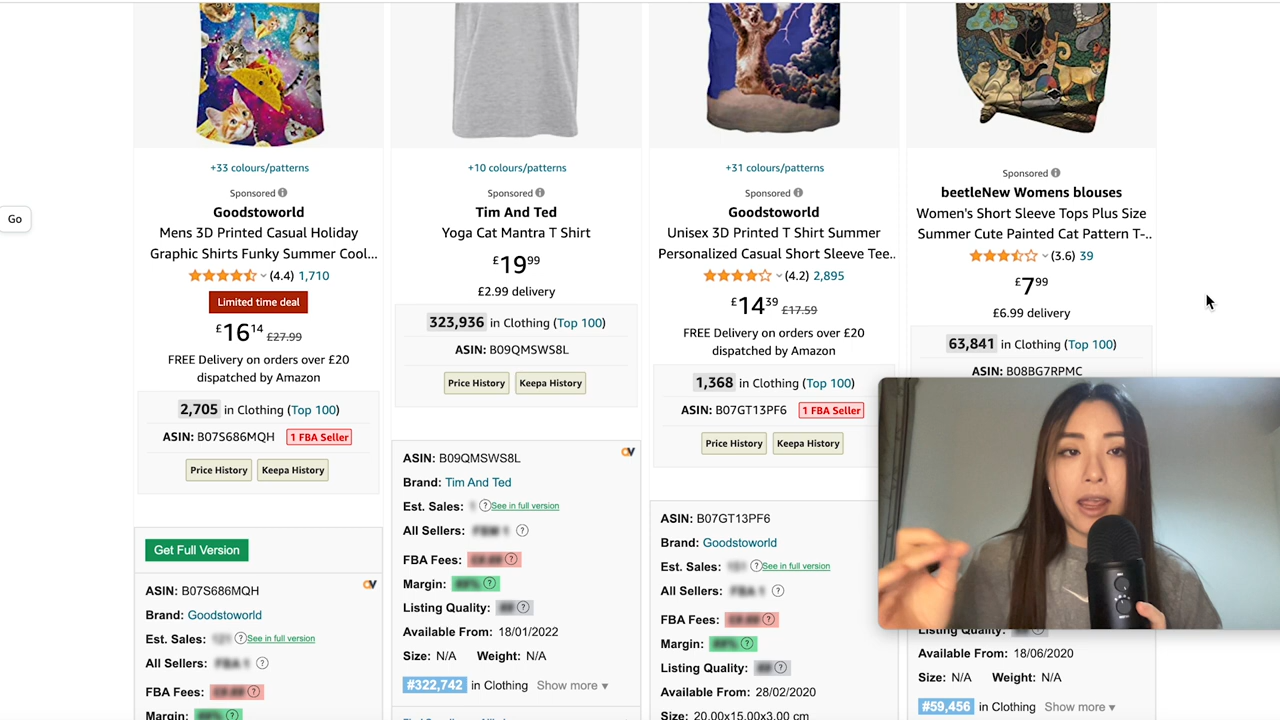 Go
+33 colours/patterns
Sponsored
Goodstoworld
Mens 3D Printed Casual Holiday
Graphic Shirts Funky Summer Cool...
(4.4) 1,710
Limited time deal
£16 14 £27.99
FREE Delivery on orders over £20
dispatched by Amazon
2,705 in Clothing (Top 100)
ASIN: B07S686MQH 1 FBA Seller
Price History Keepa History
Get Full Version
ASIN: B07S686MQH
Brand: Goodstoworld
Est. Sales: See in full version
All Sellers:
FBA Fees:
Margin:
+10 colours/patterns
Sponsored
Tim And Ted
Yoga Cat Mantra T Shirt
£19 99
£2.99 delivery
323,936 in Clothing (Top 100)
ASIN: B09QMSWS8L
Price History Keepa History
ASIN: B09QMSWS8L
Brand: Tim And Ted
Est. Sales: See in full version
All Sellers:
FBA Fees:
Margin:
Listing Quality:
Available From: 18/01/2022
Size: N/A Weight: N/A
#322,742 in Clothing Show more ▾
+31 colours/patterns
Sponsored
Goodstoworld
Unisex 3D Printed T Shirt Summer
Personalized Casual Short Sleeve Tee..
(4.2) 2,895
£14 39 £17.59
FREE Delivery on orders over £20
dispatched by Amazon
1,368 in Clothing (Top 100)
ASIN: B07GT13PF6 1 FBA Seller
Price History Keepa History
ASIN: B07GT13PF6
Brand: Goodstoworld
Est. Sales: See in full version
All Sellers:
FBA Fees:
Margin:
Listing Quality:
Available From: 28/02/2020
Size: 20.00x15.00x3.00 cm
Sponsored
beetleNew Womens blouses
Women's Short Sleeve Tops Plus Size
Summer Cute Painted Cat Pattern T-..
(3.6) 39
£7 99
£6.99 delivery
63,841 in Clothing (Top 100)
ASIN: B08BG7RPMC
Listing Quality:
Available From: 18/06/2020
Size: N/A Weight: N/A
#59,456 in Clothing Show more ▾